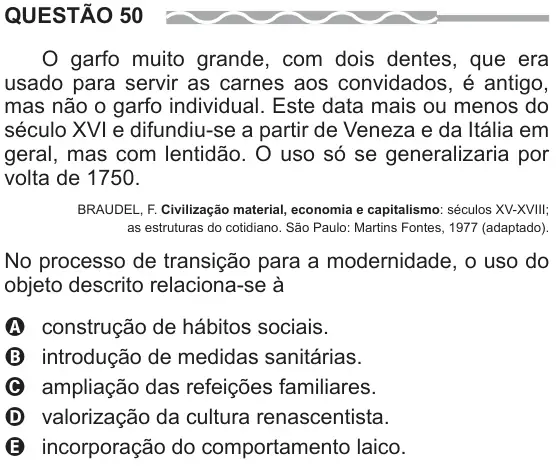 QUESTÃO 50
O garfo muito grande, com dois dentes, que era
usado para servir as carnes aos convidados, é antigo,
mas não o garfo individual. Este data mais ou menos do
século XVI e difundiu-se a partir de Veneza e da Itália em
geral, mas com lentidão. O uso só se generalizaria por
volta de 1750.
BRAUDEL, F. Civilização material, economia e capitalismo: séculos XV-XVIII;
as estruturas do cotidiano. São Paulo: Martins Fontes, 1977 (adaptado).
No processo de transição para a modernidade, o uso do
objeto descrito relaciona-se à
A construção de hábitos sociais.
B introdução de medidas sanitárias.
C ampliação das refeições familiares.
D valorização da cultura renascentista.
E incorporação do comportamento laico.